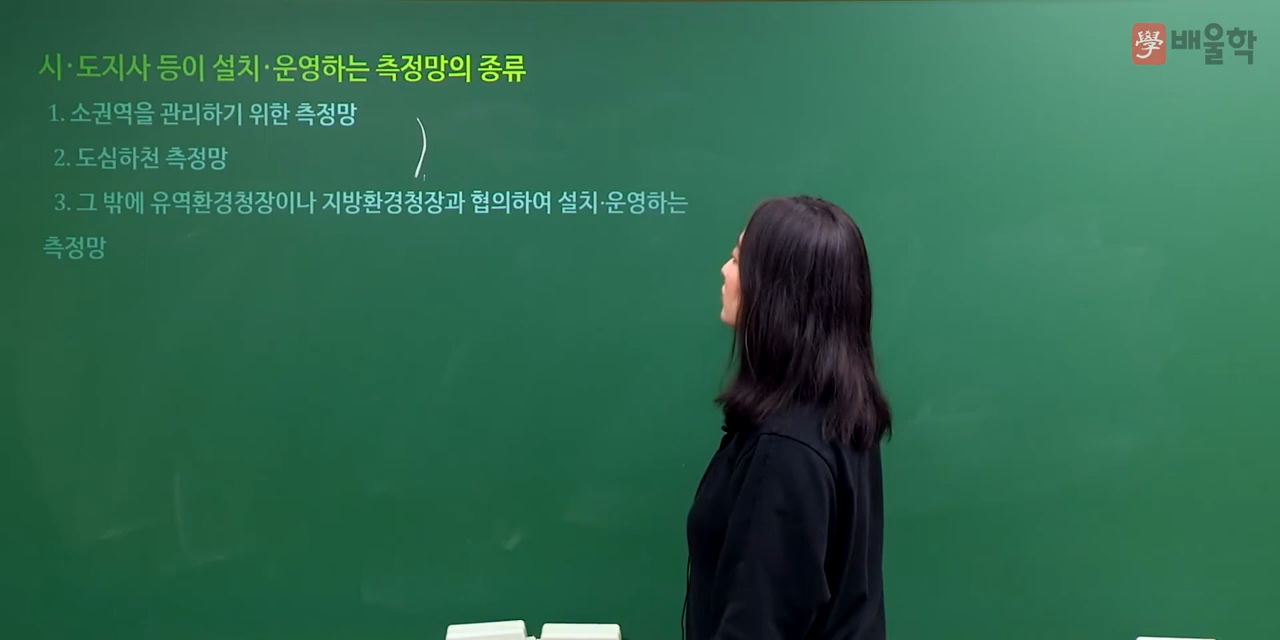 學 배울학
시·도지사 등이 설치·운영하는 측정망의 종류
1. 소권역을 관리하기 위한 측정망
2. 도심하천 측정망
3. 그 밖에 유역환경청장이나 지방환경청장과 협의하여 설치·운영하는
측정망